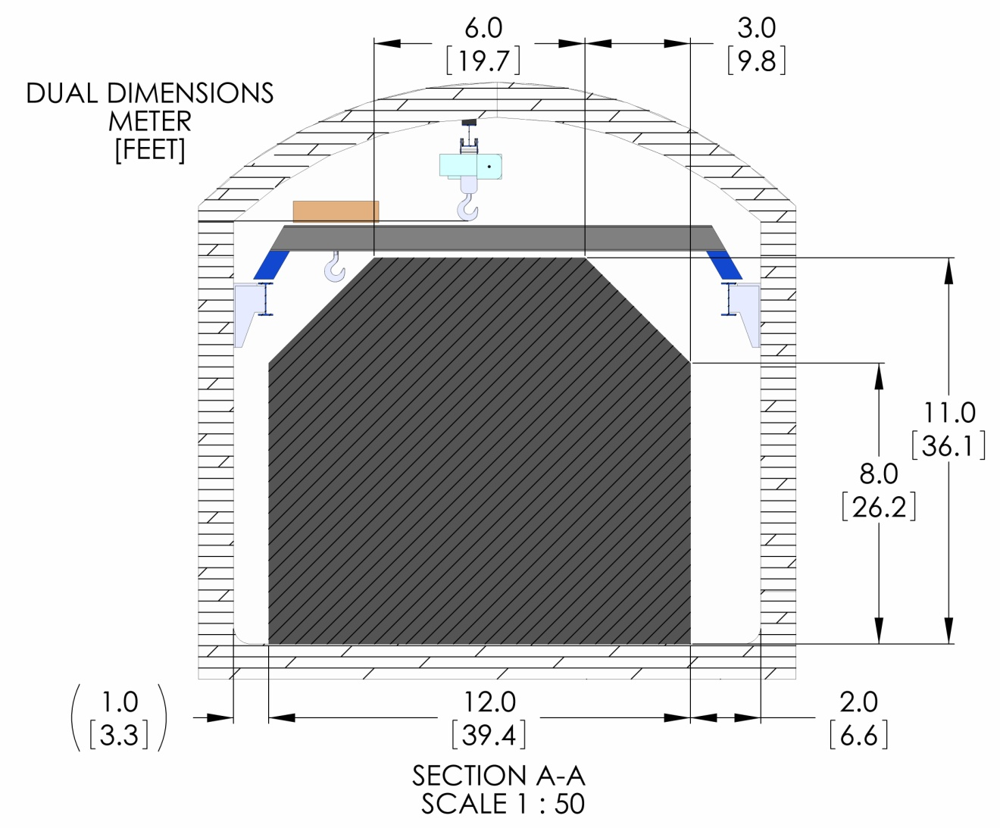 6.0
[19.7]
3.0
[9.8]
DUAL DIMENSIONS
METER
[FEET]
11.0
[36.1]
8.0
[26.2]
(1.0
[3.3])
12.0
[39.4]
2.0
[6.6]
SECTION A-A
SCALE 1 : 50